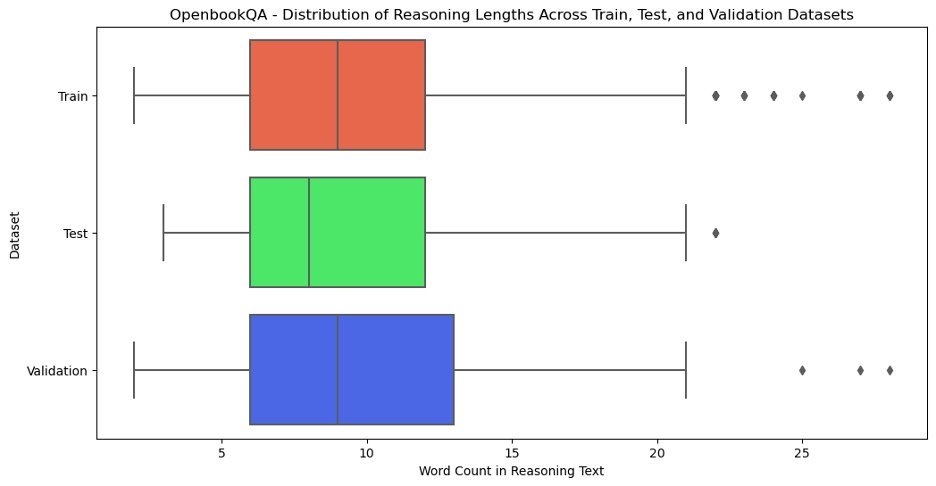 OpenbookQA - Distribution of Reasoning Lengths Across Train, Test, and Validation Datasets
Dataset
Train
Test
Validation
5 10 15 20 25
Word Count in Reasoning Text